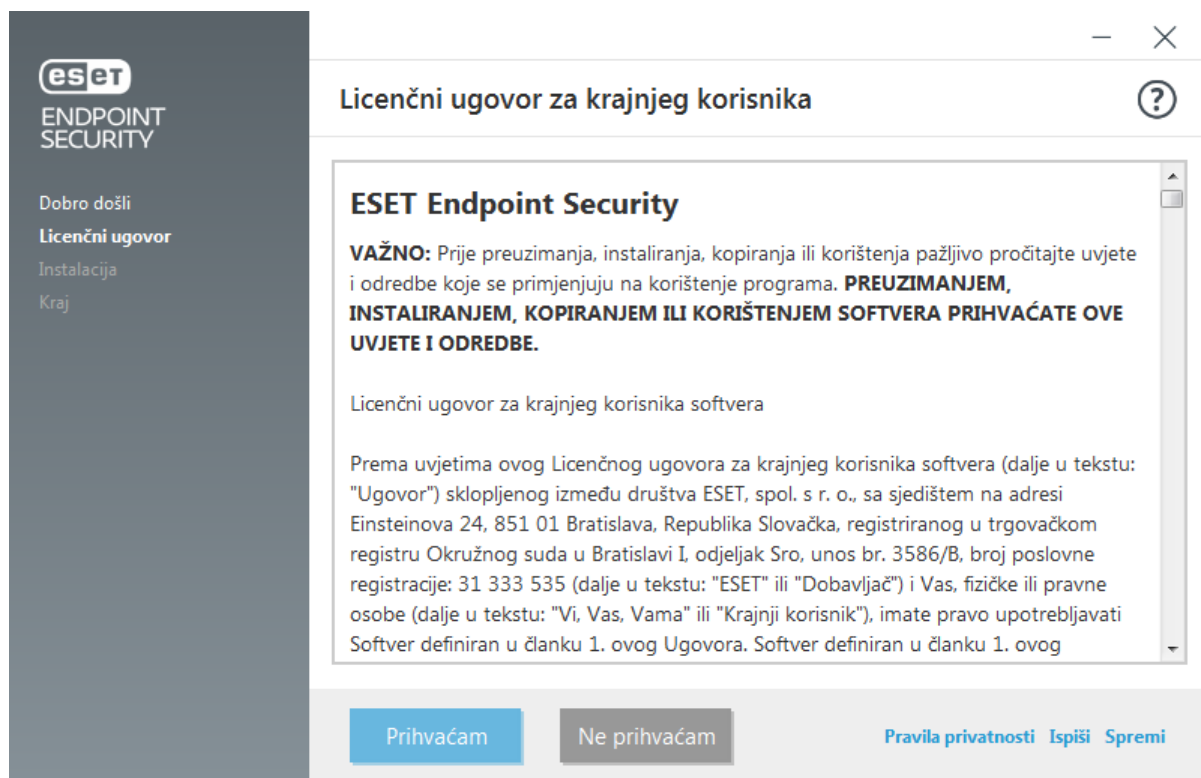 eset
ENDPOINT
SECURITY
Dobro došli
Licenčni ugovor
Instalacija
Kraj
Licenčni ugovor za krajnjeg korisnika
?
ESET Endpoint Security
VAŽNO: Prije preuzimanja, instaliranja, kopiranja ili korištenja pažljivo pročitajte uvjete
i odredbe koje se primjenjuju na korištenje programa. PREUZIMANJEM,
INSTALIRANJEM, KOPIRANJEM ILI KORIŠTENJEM SOFTVERA PRIHVAĆATE OVE
UVJETE I ODREDBE.
Licenčni ugovor za krajnjeg korisnika softvera
Prema uvjetima ovog Licenčnog ugovora za krajnjeg korisnika softvera (dalje u tekstu:
"Ugovor") sklopljenog između društva ESET, spol. s r. o., sa sjedištem na adresi
Einsteinova 24, 851 01 Bratislava, Republika Slovačka, registriranog u trgovačkom
registru Okružnog suda u Bratislavi I, odjeljak Sro, unos br. 3586/B, broj poslovne
registracije: 31 333 535 (dalje u tekstu: "ESET" ili "Dobavljač") i Vas, fizičke ili pravne
osobe (dalje u tekstu: "Vi, Vas, Vama" ili "Krajnji korisnik"), imate pravo upotrebljavati
Softver definiran u članku 1. ovog Ugovora. Softver definiran u članku 1. ovog
Prihvaćam
Ne prihvaćam
Pravila privatnosti Ispiši Spremi